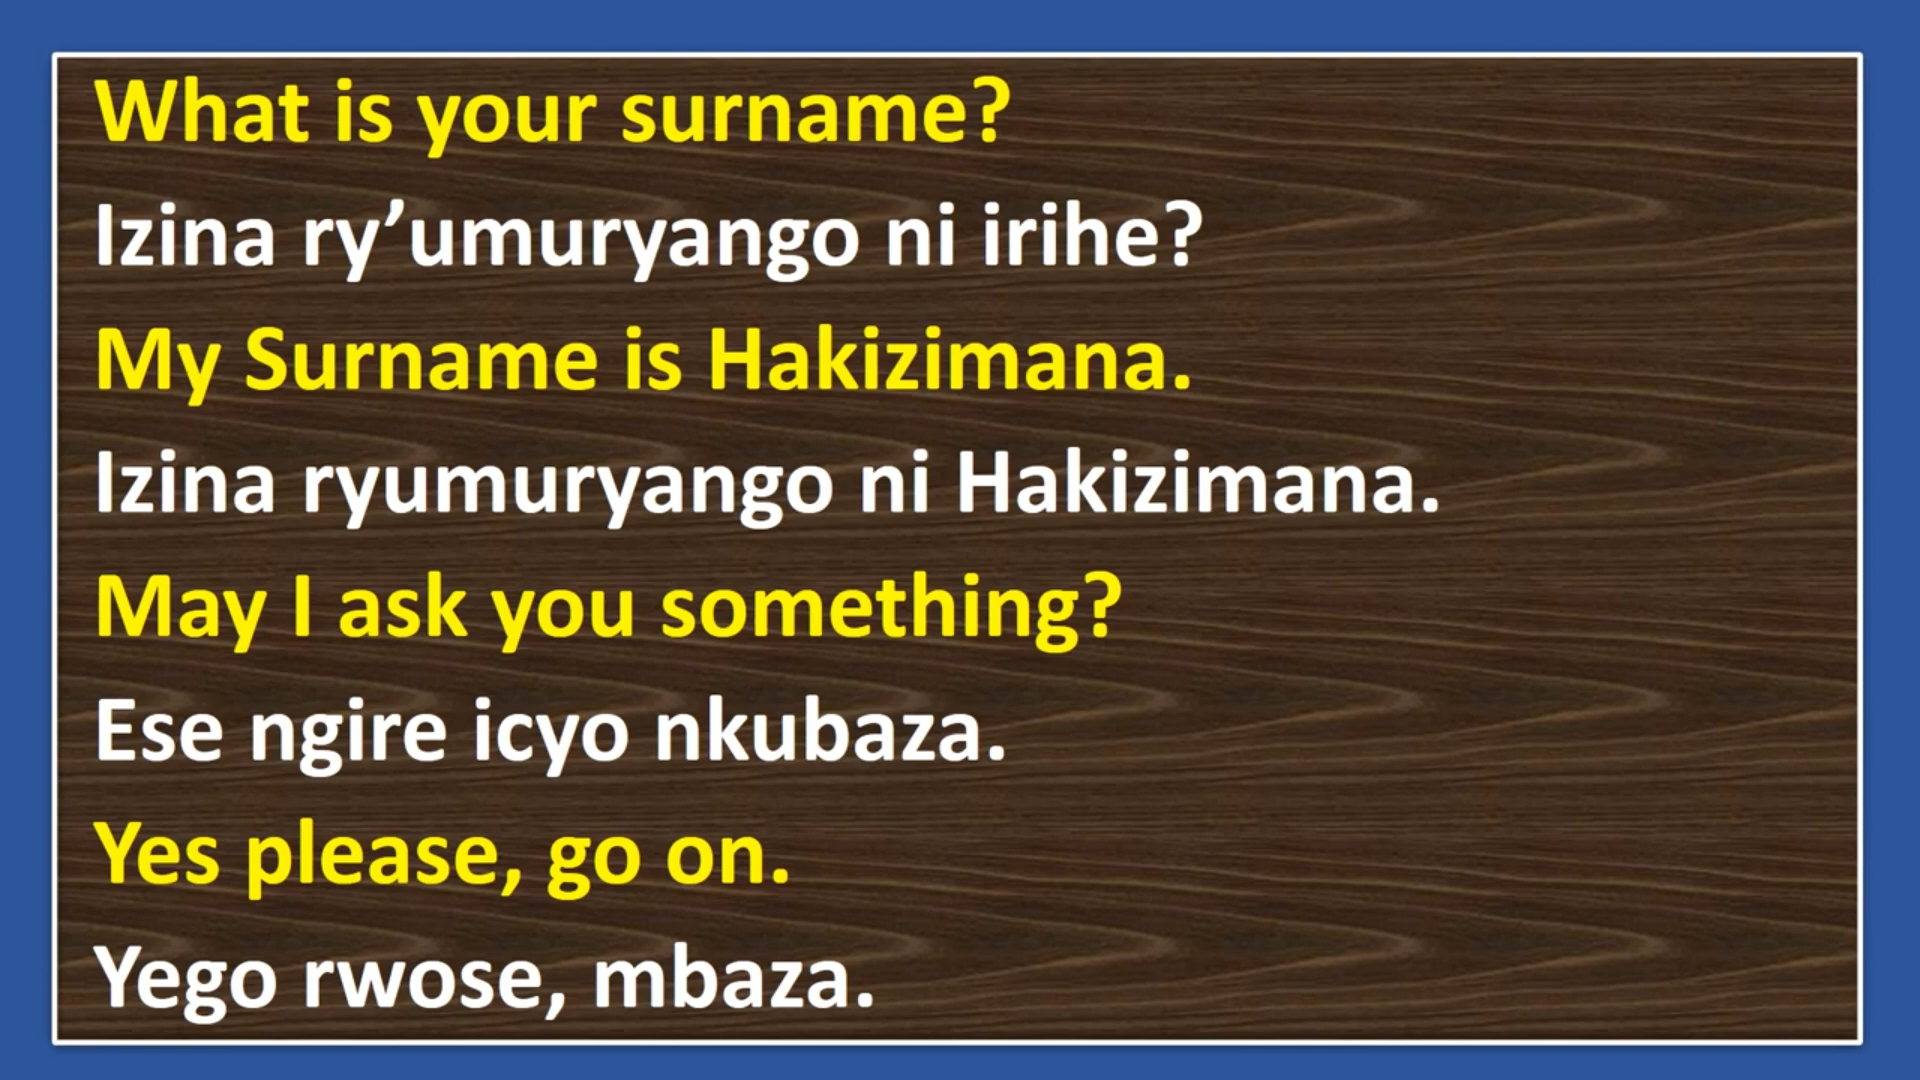 What is your surname?
Izina ry’umuryango ni irihe?
My Surname is Hakizimana.
Izina ryumuryango ni Hakizimana.
May I ask you something?
Ese ngire icyo nkubaza.
Yes please, go on.
Yego rwose, mbaza.